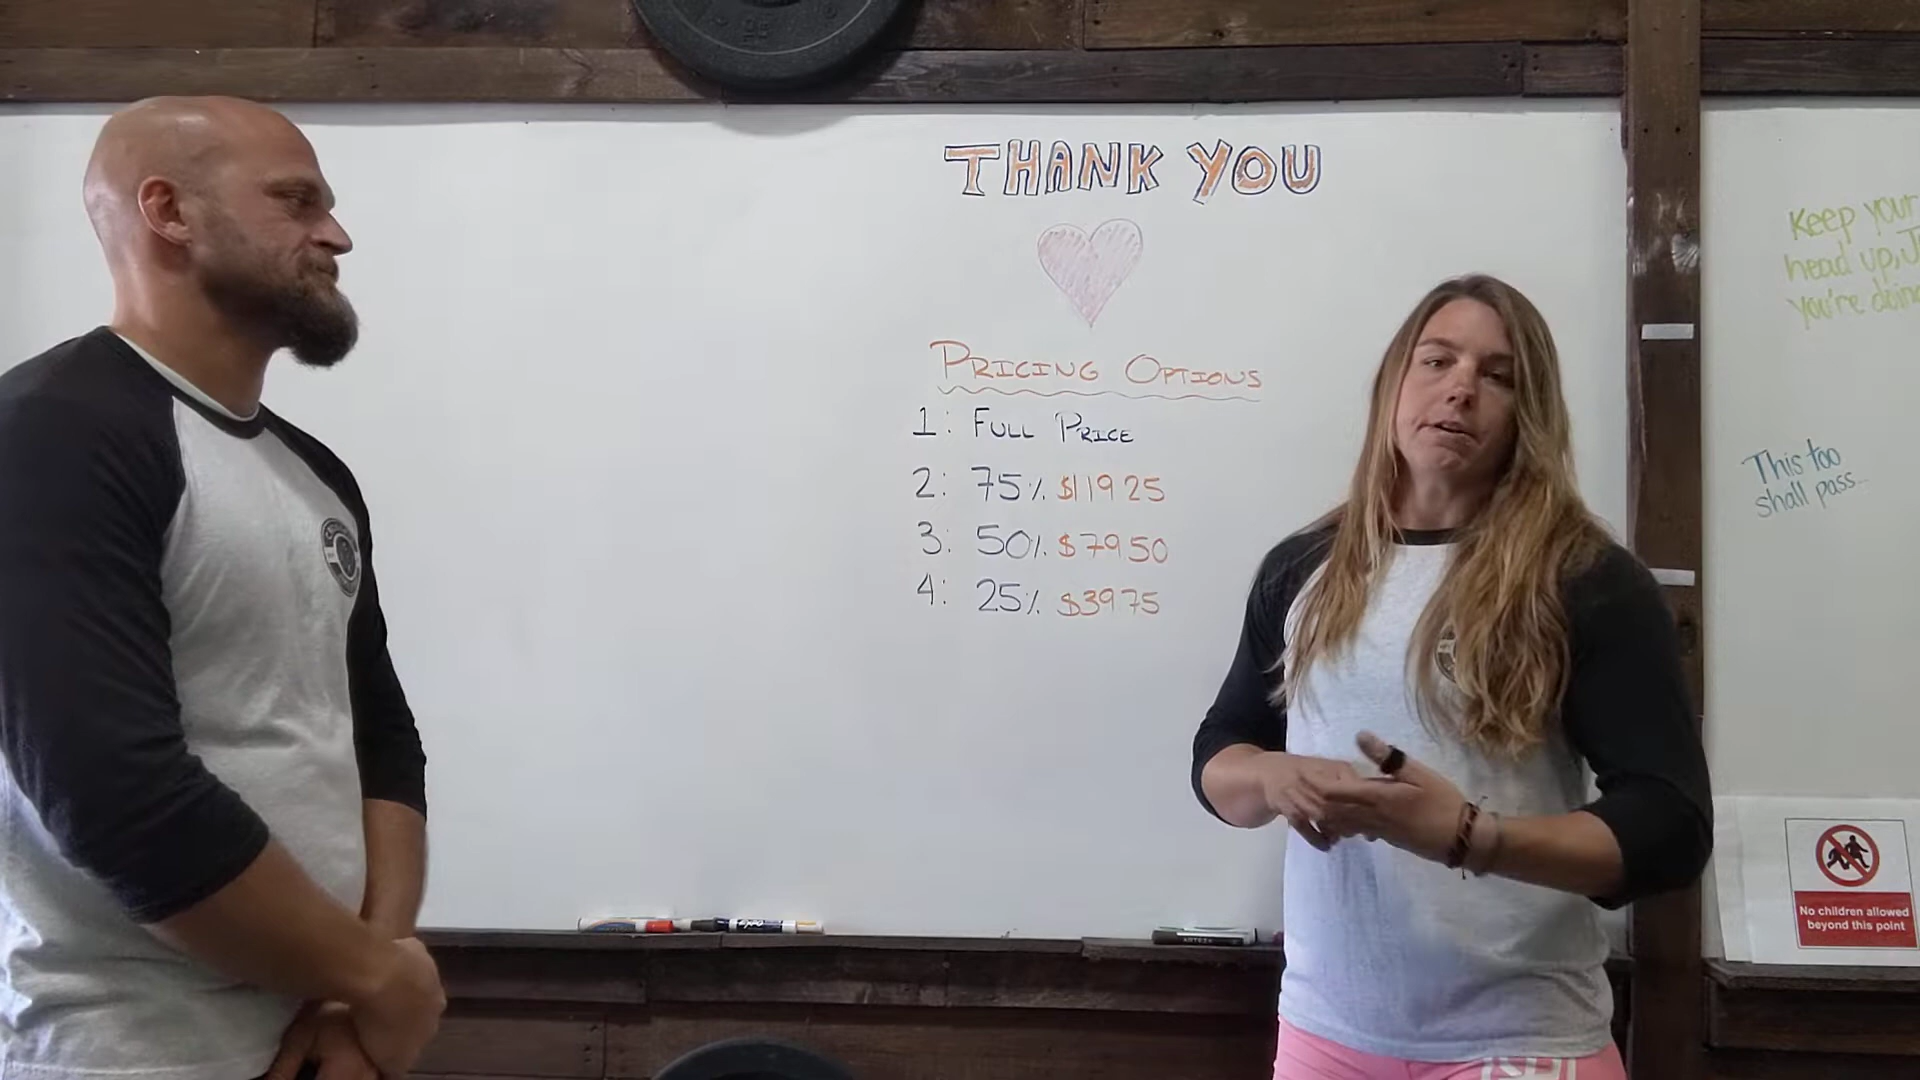 THANK YOU
PRICING OPTIONS
1: FULL PRICE
2: 75% $119 25
3: 50% $79 50
4: 25% $39 75
Keep your
head up, J
you're doing
This too
shall pass...
No children allowed
beyond this point